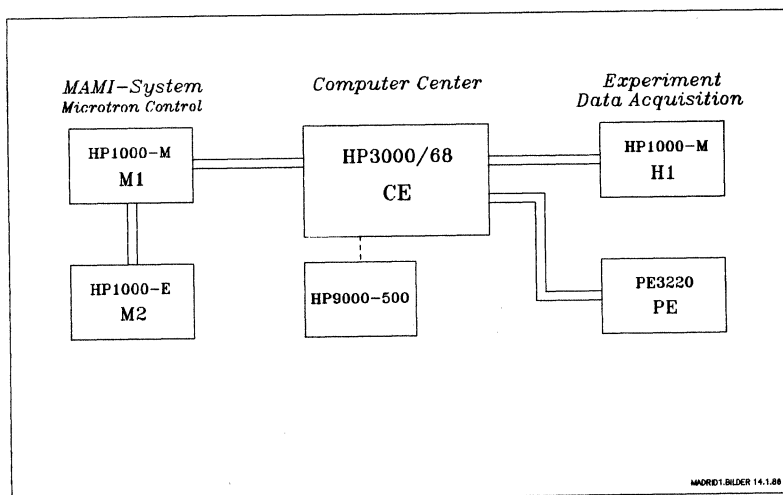 MAMI-System
Microtron Control
HP1000-M
M1
HP1000-E
M2
Computer Center
HP3000/68
CE
HP9000-500
Experiment
Data Acquisition
HP1000-M
H1
PE3220
PE
MADRID1.BILDER 14.1.88